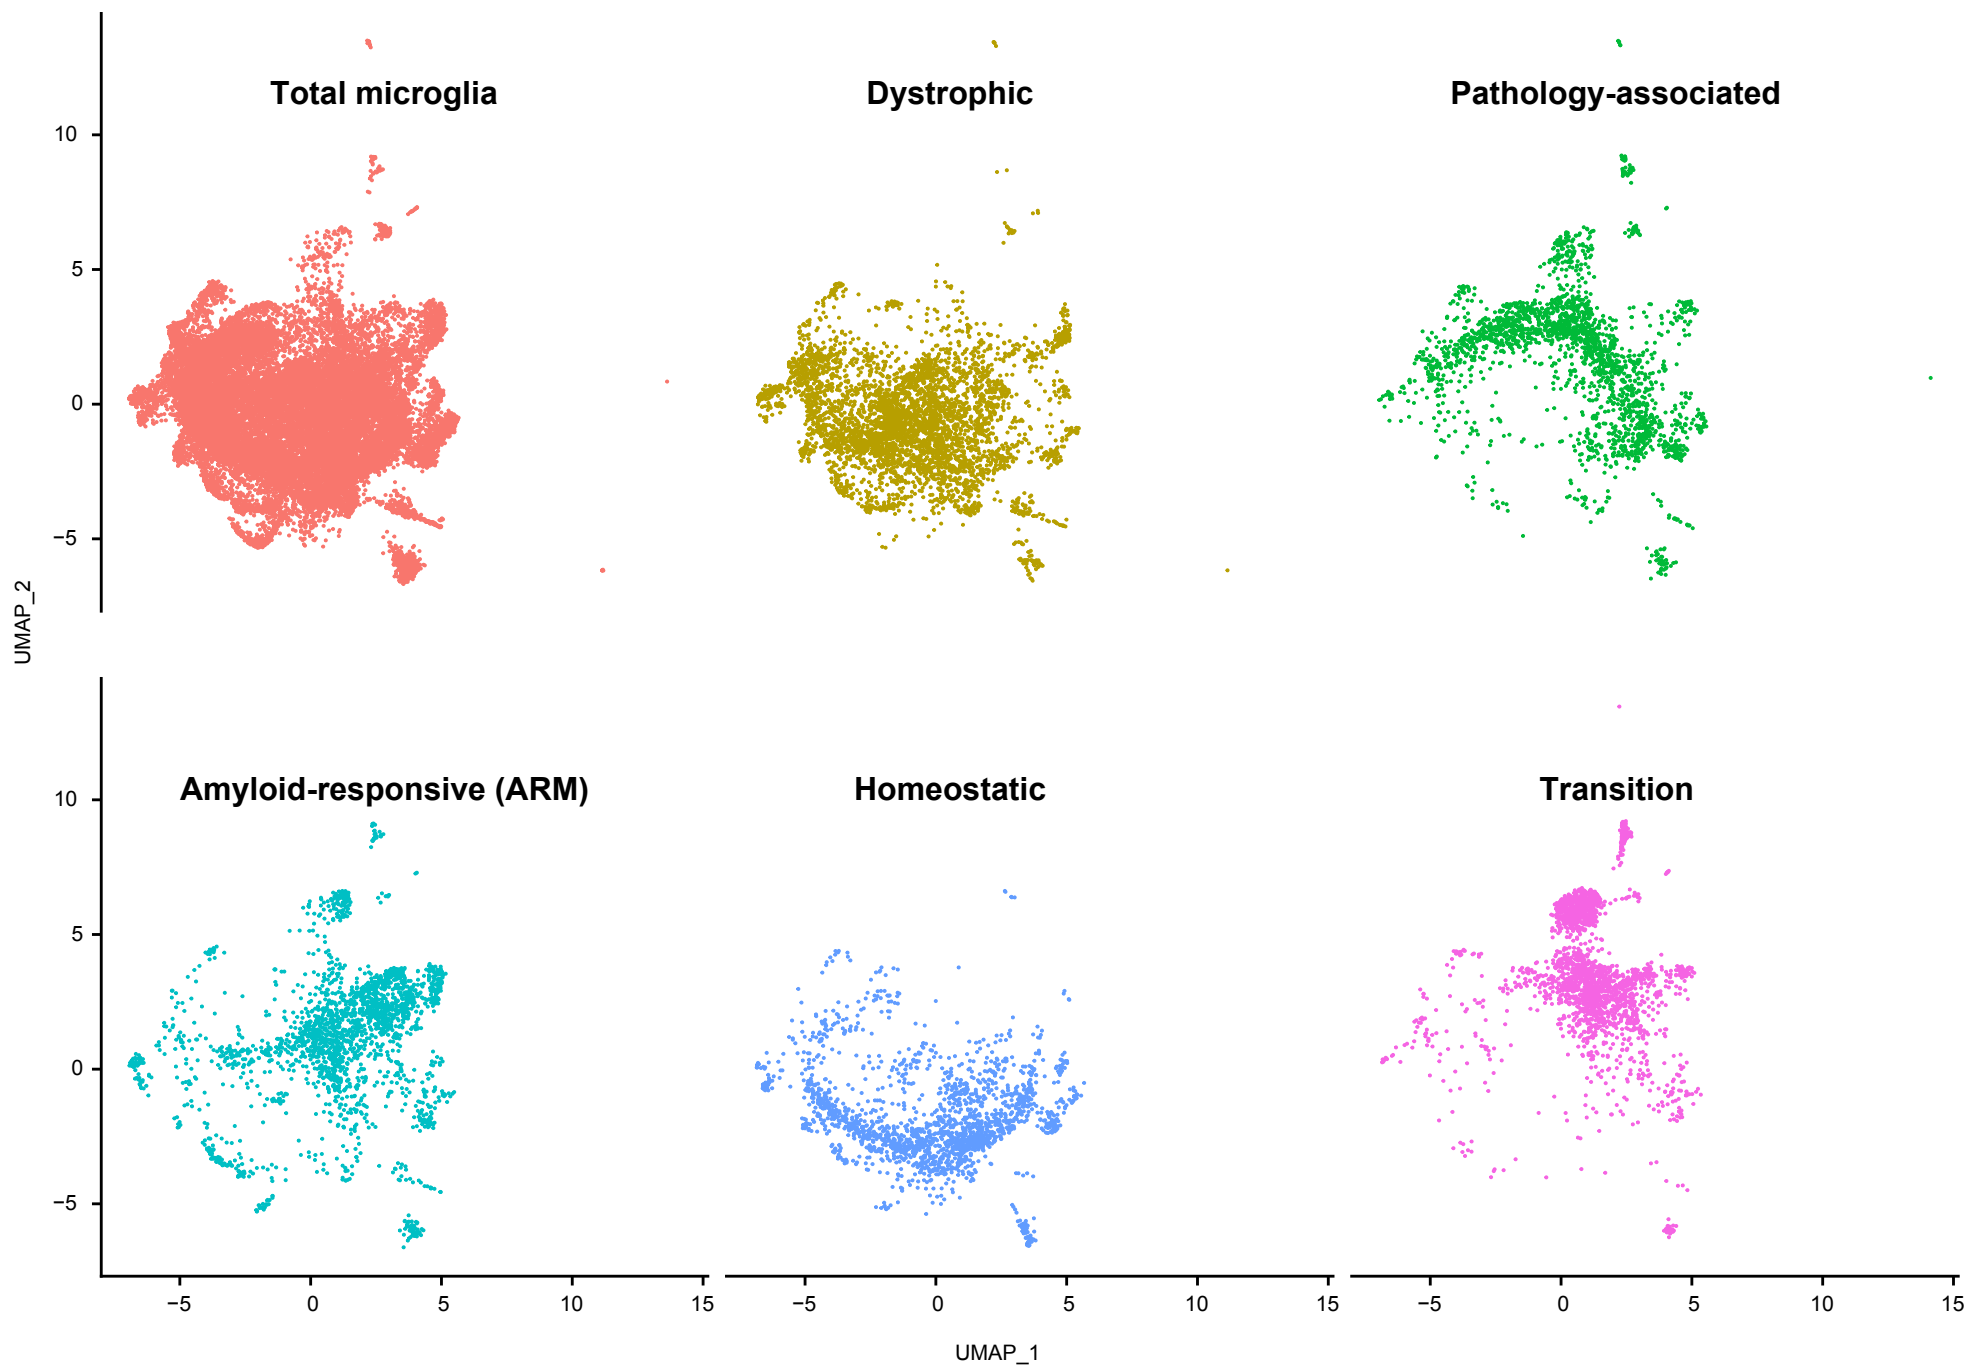 Total microglia
Dystrophic
Pathology-associated
10
5
0
−5
UMAP_2
Amyloid-responsive (ARM)
Homeostatic
Transition
10
5
0
−5
−5 0 5 10 15
−5 0 5 10 15
−5 0 5 10 15
UMAP_1